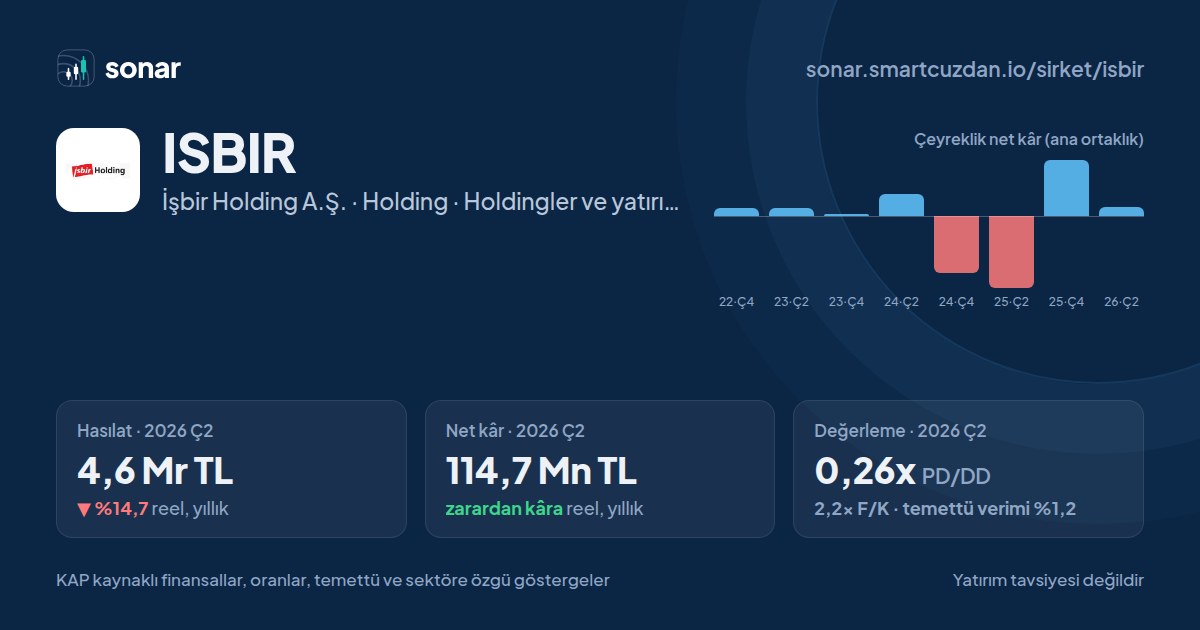 sonar
sonar.smartcuzdan.io/sirket/isbir
işbir Holding
ISBIR
İşbir Holding A.Ş. · Holding · Holdingler ve yatırı...
Çeyreklik net kâr (ana ortaklık)
22·Ç4 23·Ç2 23·Ç4 24·Ç2 24·Ç4 25·Ç2 25·Ç4 26·Ç2
Hasılat · 2026 Ç2
4,6 Mr TL
▼ %14,7 reel, yıllık
Net kâr · 2026 Ç2
114,7 Mn TL
zarardan kâra reel, yıllık
Değerleme · 2026 Ç2
0,26x PD/DD
2,2× F/K · temettü verimi %1,2
KAP kaynaklı finansallar, oranlar, temettü ve sektöre özgü göstergeler
Yatırım tavsiyesi değildir